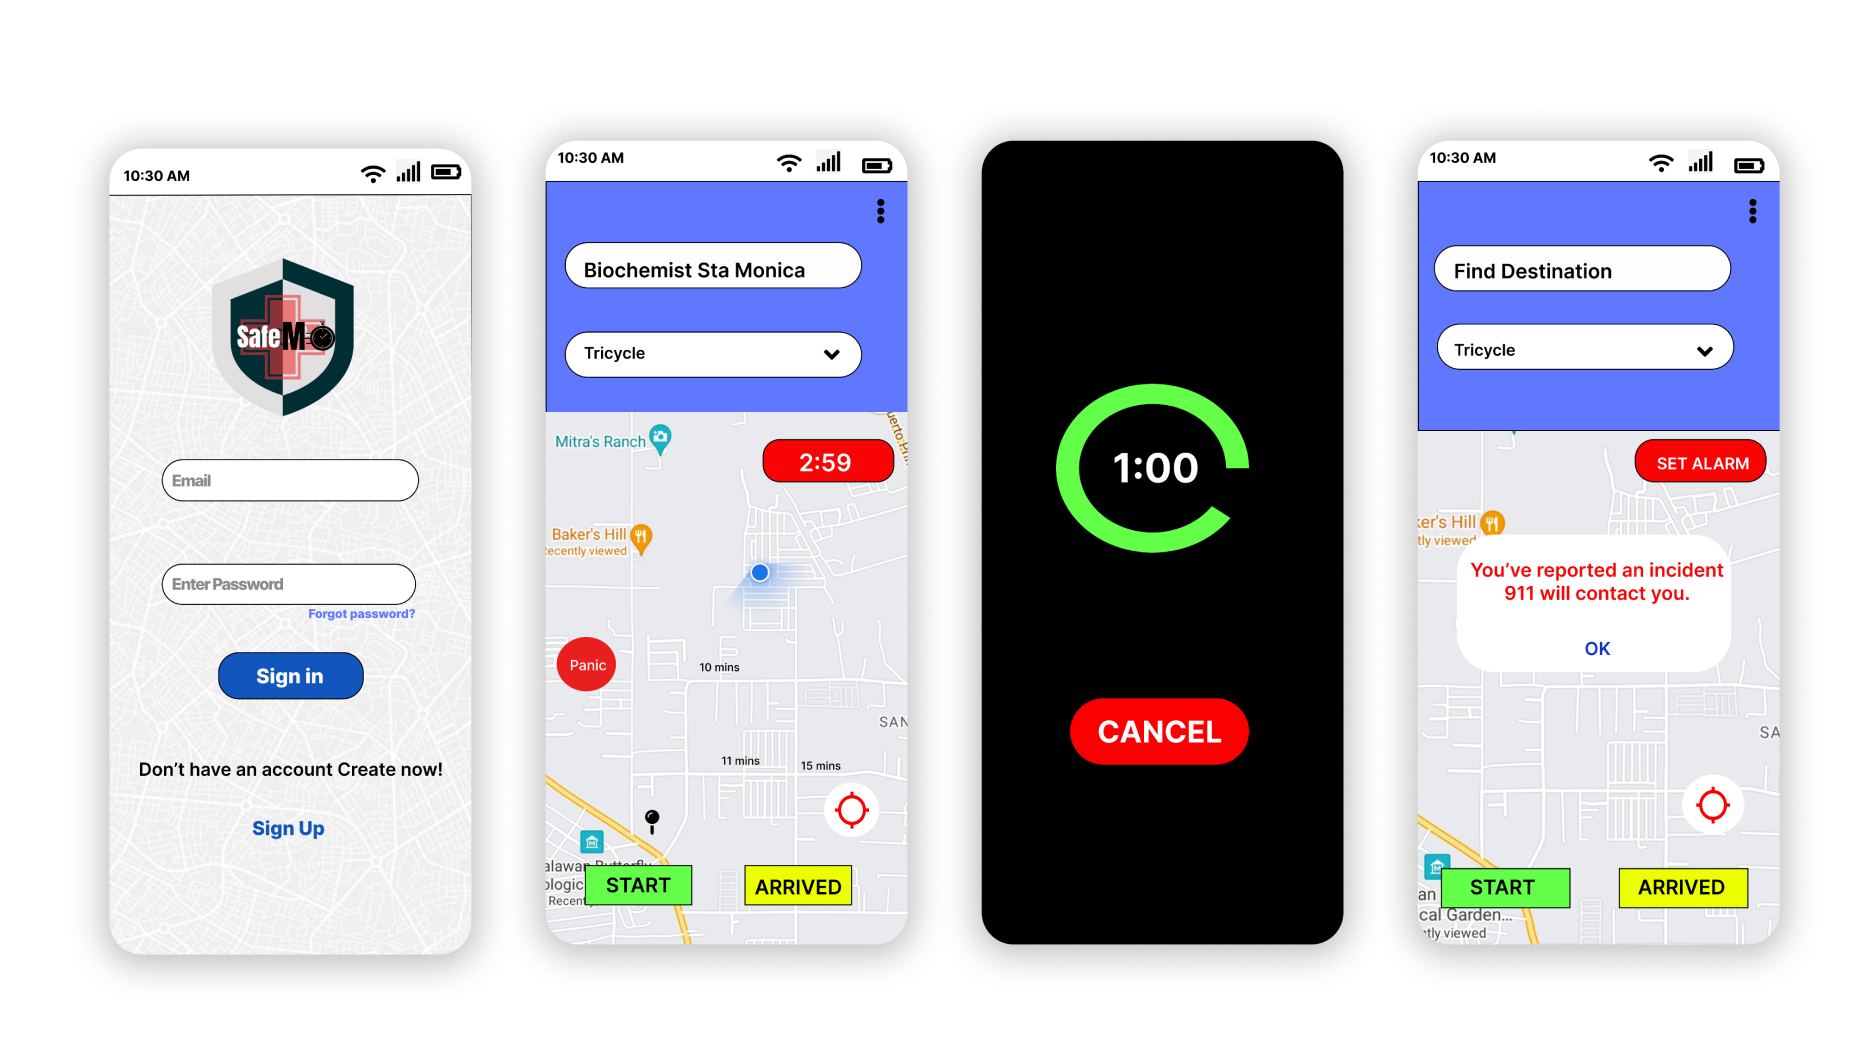 10:30 AM
SafeM
Email
Enter Password
Forgot password?
Sign in
Don't have an account Create now!
Sign Up
10:30 AM
Biochemist Sta Monica
Tricycle
Mitra's Ranch
2:59
Baker's Hill
Recently viewed
Panic
10 mins
SAN
11 mins
15 mins
alawan Butterfly
ologic
Recent
START
ARRIVED
1:00
CANCEL
10:30 AM
Find Destination
Tricycle
SET ALARM
ker's Hill
tly viewed
You've reported an incident
911 will contact you.
OK
SA
an
START
ARRIVED
cal Garden...
tly viewed